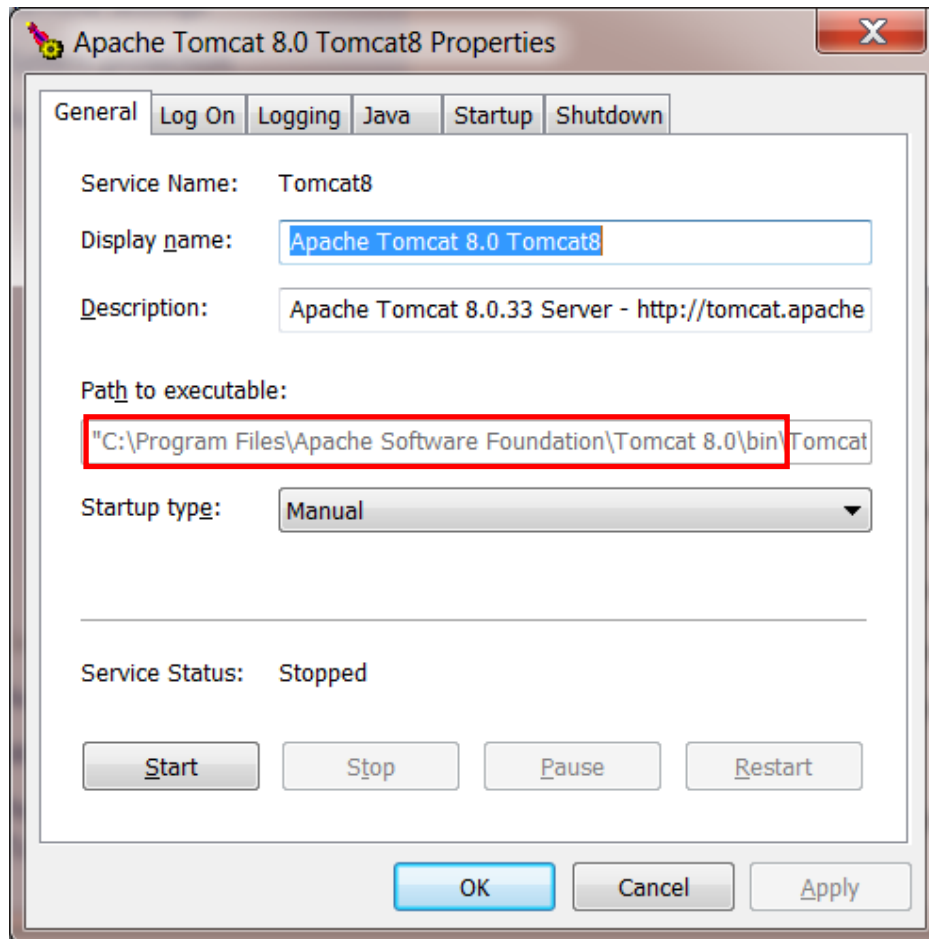 Apache Tomcat 8.0 Tomcat8 Properties
General Log On Logging Java Startup Shutdown
Service Name: Tomcat8
Display name: Apache Tomcat 8.0 Tomcat8
Description: Apache Tomcat 8.0.33 Server - http://tomcat.apache
Path to executable:
"C:\Program Files\Apache Software Foundation\Tomcat 8.0\bin\Tomcat
Startup type: Manual
Service Status: Stopped
Start Stop Pause Restart
OK Cancel Apply